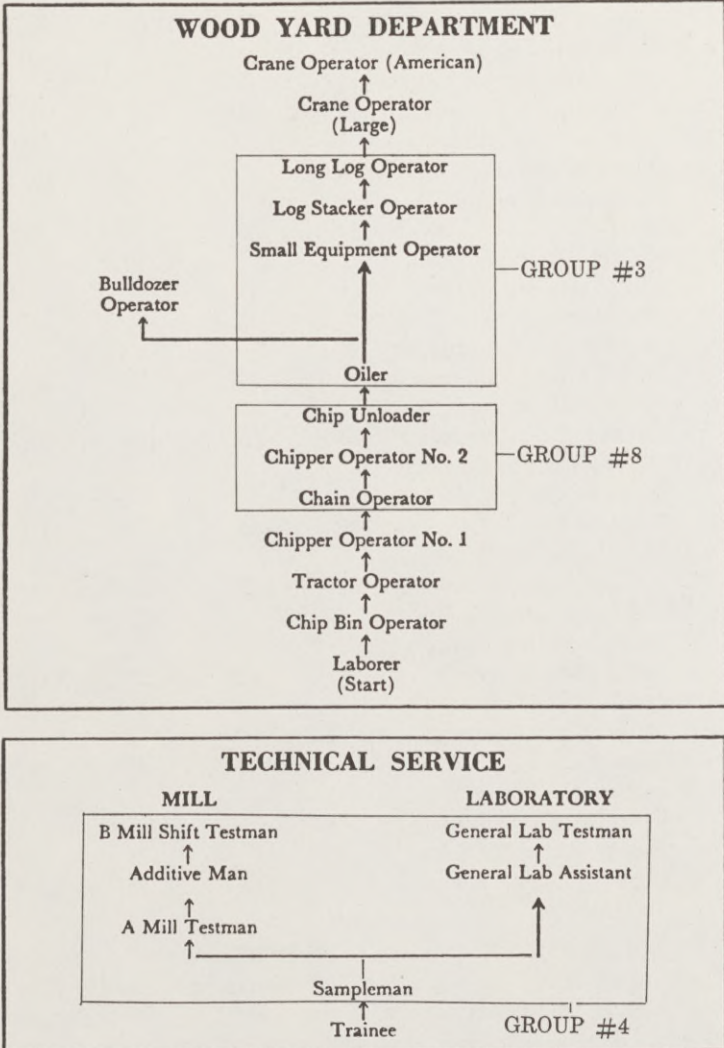 WOOD YARD DEPARTMENT
Crane Operator (American)
Crane Operator
(Large)
Long Log Operator
Log Stacker Operator
Small Equipment Operator
GROUP #3
Bulldozer
Operator
Oiler
Chip Unloader
Chipper Operator No. 2
GROUP #8
Chain Operator
Chipper Operator No. 1
Tractor Operator
Chip Bin Operator
Laborer
(Start)
TECHNICAL SERVICE
MILL
LABORATORY
B Mill Shift Testman
General Lab Testman
Additive Man
General Lab Assistant
A Mill Testman
Sampleman
Trainee
GROUP #4